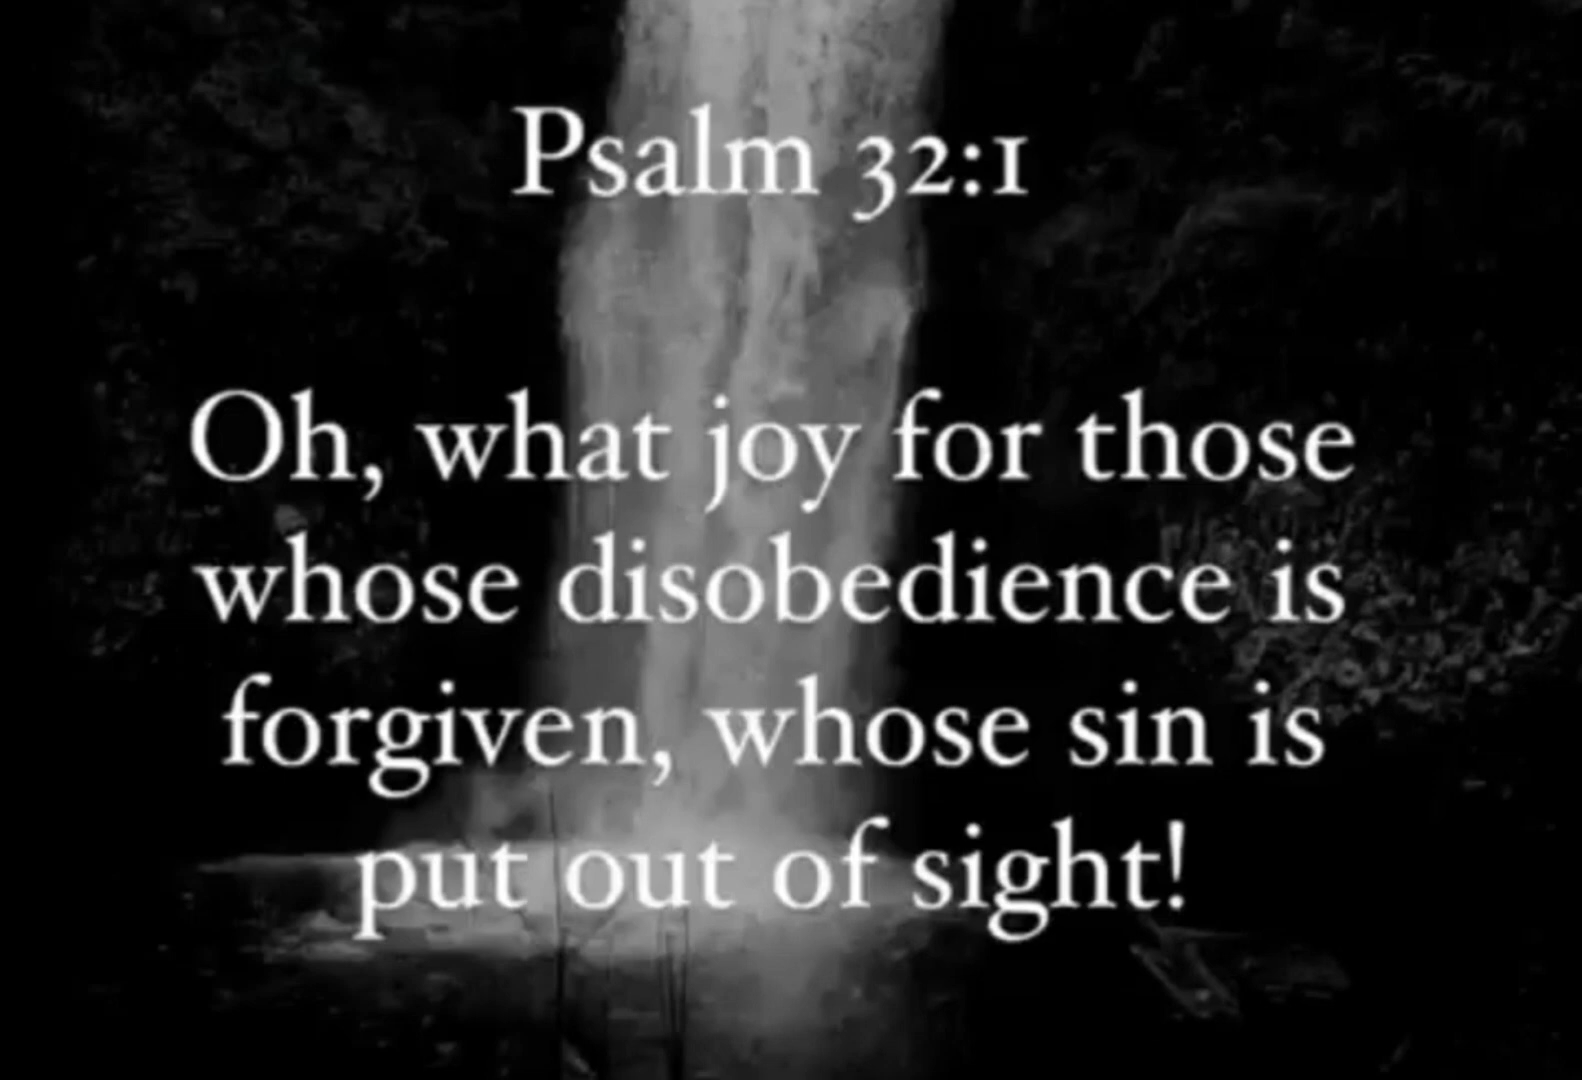 Psalm 32:1
Oh, what joy for those
whose disobedience is
forgiven, whose sin is
put out of sight!